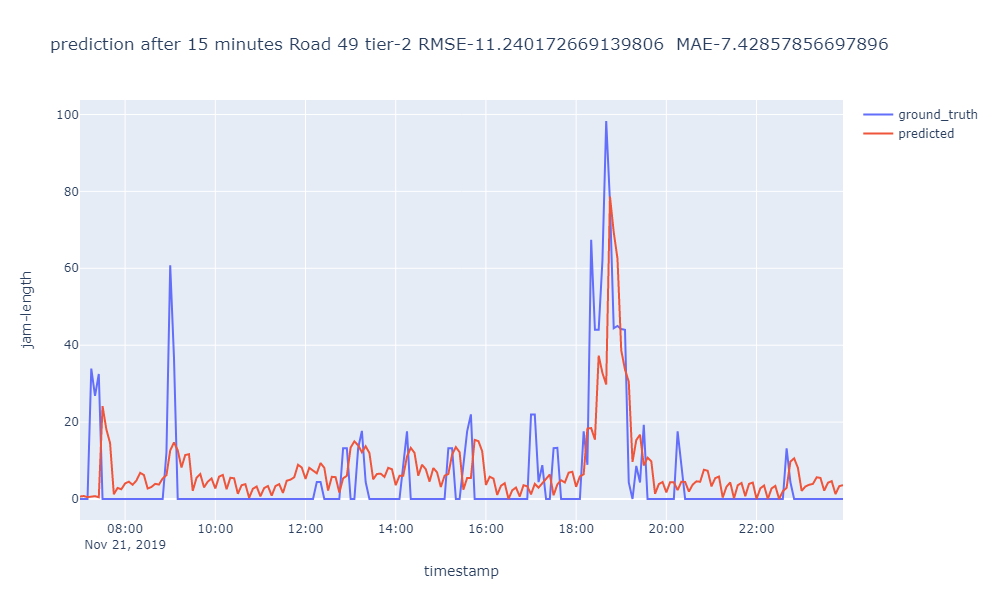 prediction after 15 minutes Road 49 tier-2 RMSE-11.240172669139806  MAE-7.42857856697896
ground_truth
predicted
100
80
60
40
20
0
jam-length
08:00
10:00
12:00
14:00
16:00
18:00
20:00
22:00
Nov 21, 2019
timestamp